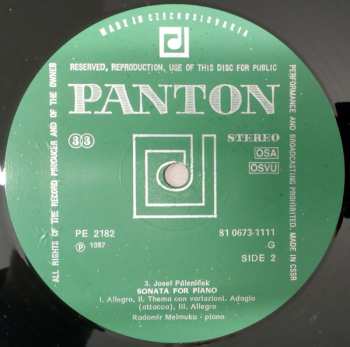 MADE IN CZECHOSLOVAKIA
RESERVED, REPRODUCTION, USE OF THIS DISC FOR PUBLIC
PERFORMANCE AND BROADCASTING PROHIBITED. MADE IN ČSSR
ALL RIGHTS OF THE RECORD PRODUCER AND OF THE OWNER
PANTON
33
STEREO
OSA
OSVU
PE 2182
Ⓟ 1987
81 0673-1111
G
SIDE 2
3. Josef Páleníček
SONATA FOR PIANO
I. Allegro, II. Thema con variazioni. Adagio
(attacca), III. Allegro
Radomír Melmuka - piano